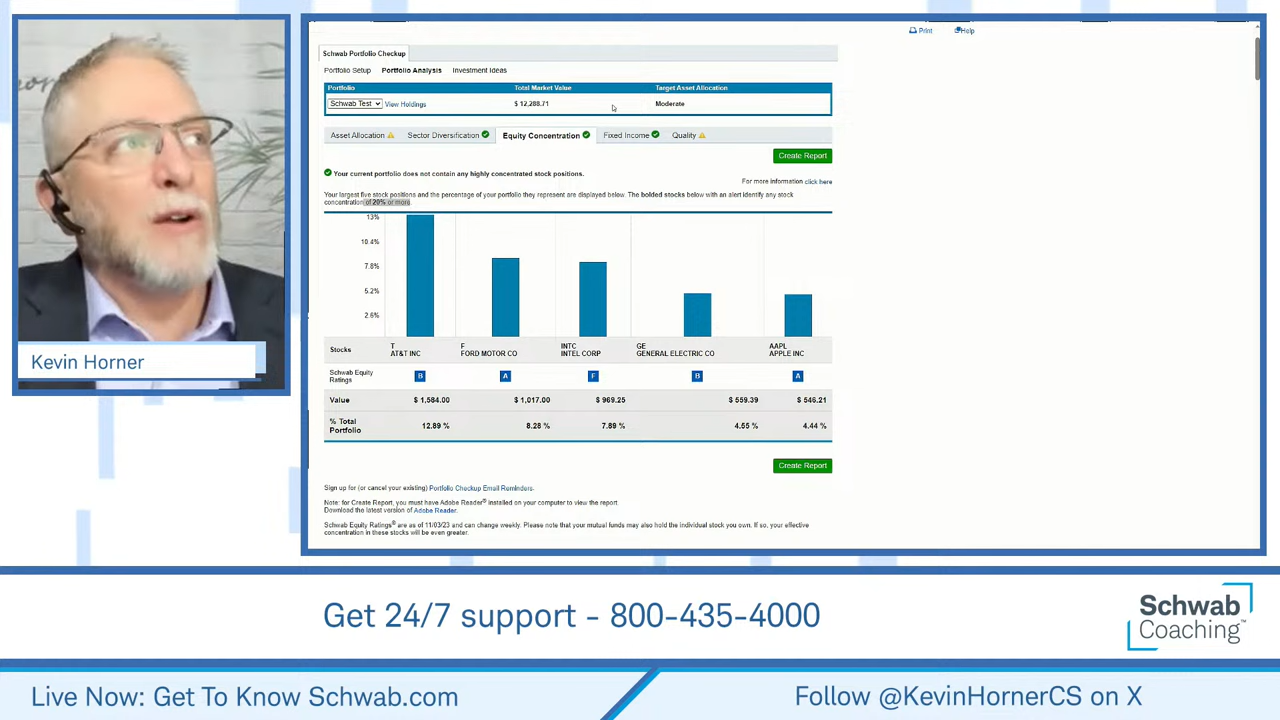 Print
Help
Schwab Portfolio Checkup
Portfolio Setup Portfolio Analysis Investment Ideas
Portfolio Total Market Value Target Asset Allocation
Schwab Test View Holdings $ 12,288.71 Moderate
Asset Allocation Sector Diversification Equity Concentration Fixed Income Quality
Create Report
Your current portfolio does not contain any highly concentrated stock positions.
For more information click here
Your largest five stock positions and the percentage of your portfolio they represent are displayed below. The bolded stocks below with an alert identify any stock
concentration of 20% or more.
13%
10.4%
7.8%
5.2%
2.6%
Stocks
T
AT&T INC
F
FORD MOTOR CO
INTC
INTEL CORP
GE
GENERAL ELECTRIC CO
AAPL
APPLE INC
Schwab Equity
Ratings
B A F B A
Value $ 1,584.00 $ 1,017.00 $ 969.25 $ 559.39 $ 546.21
% Total
Portfolio
12.89 % 8.28 % 7.89 % 4.55 % 4.44 %
Create Report
Sign up for (or cancel your existing) Portfolio Checkup Email Reminders.
Note: for Create Report, you must have Adobe Reader® installed on your computer to view the report.
Download the latest version of Adobe Reader.
Schwab Equity Ratings® are as of 11/03/23 and can change weekly. Please note that your mutual funds may also hold the individual stock you own. If so, your effective
concentration in these stocks will be even greater.
Kevin Horner
Get 24/7 support - 800-435-4000
Schwab
Coaching™
Live Now: Get To Know Schwab.com
Follow @KevinHornerCS on X